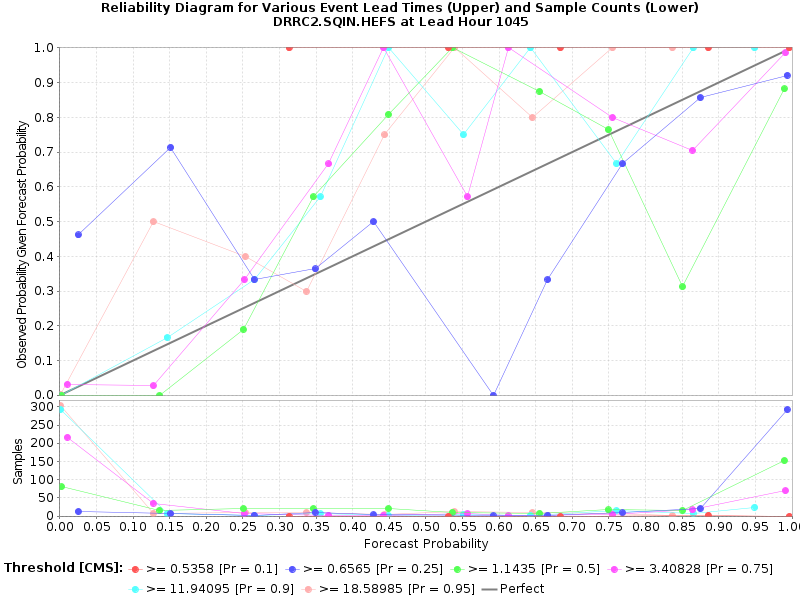 Reliability Diagram for Various Event Lead Times (Upper) and Sample Counts (Lower)
DRRC2.SQIN.HEFS at Lead Hour 1045
Observed Probability Given Forecast Probability
1.0
0.9
0.8
0.7
0.6
0.5
0.4
0.3
0.2
0.1
0.0
Samples
300
250
200
150
100
50
0
0.00 0.05 0.10 0.15 0.20 0.25 0.30 0.35 0.40 0.45 0.50 0.55 0.60 0.65 0.70 0.75 0.80 0.85 0.90 0.95 1.0
Forecast Probability
Threshold [CMS]: >= 0.5358 [Pr = 0.1] >= 0.6565 [Pr = 0.25] >= 1.1435 [Pr = 0.5] >= 3.40828 [Pr = 0.75]
>= 11.94095 [Pr = 0.9] >= 18.58985 [Pr = 0.95] Perfect